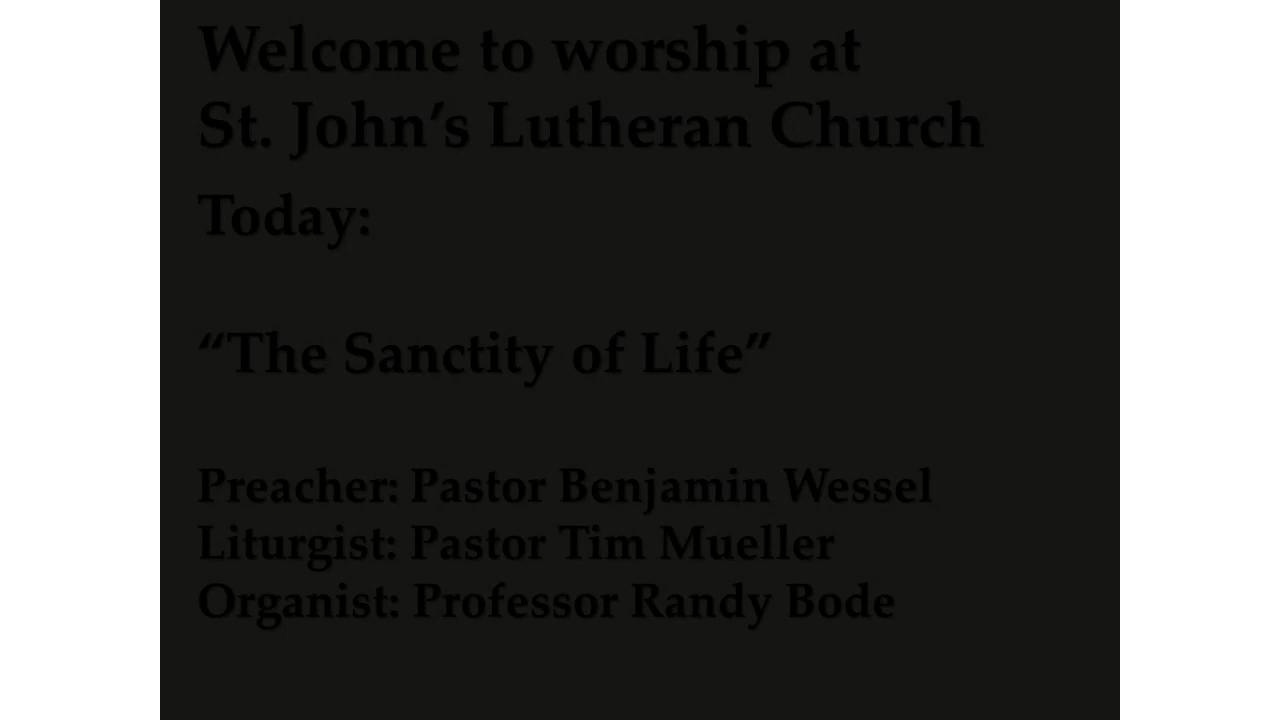 Welcome to worship at
St. John’s Lutheran Church
Today:
“The Sanctity of Life”
Preacher: Pastor Benjamin Wessel
Liturgist: Pastor Tim Mueller
Organist: Professor Randy Bode